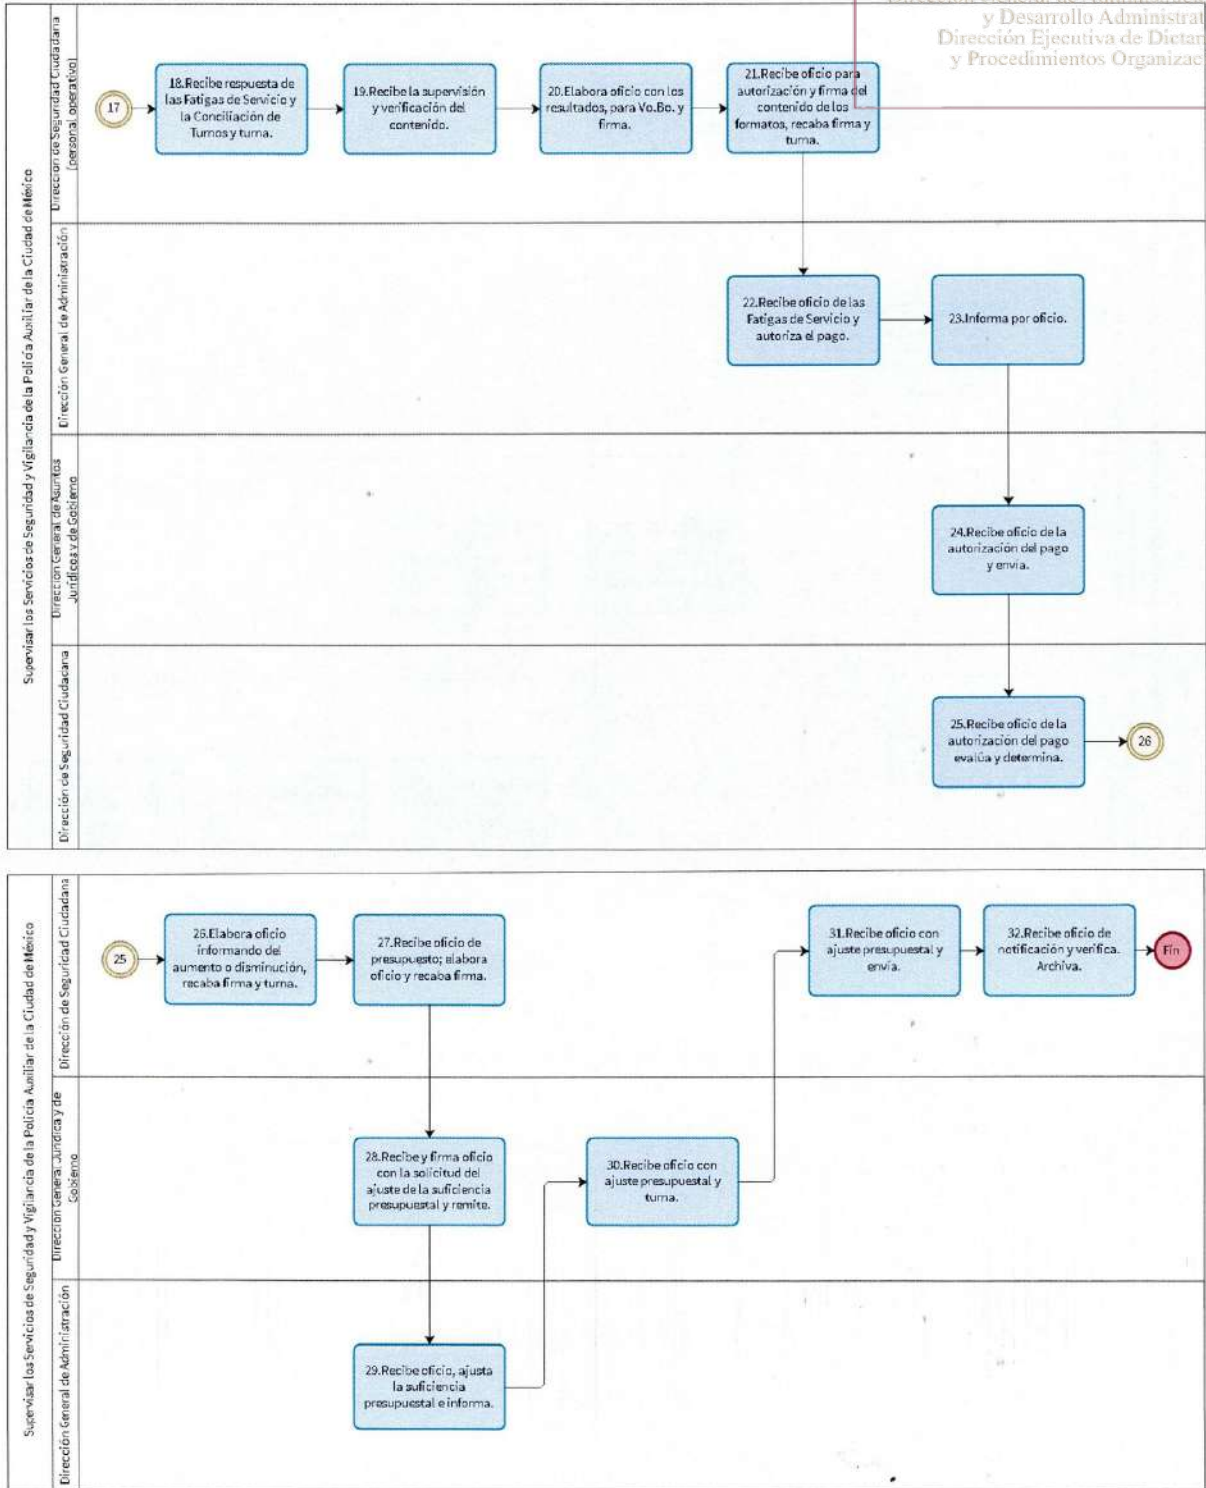 y Desarrollo Administrat
Dirección Ejecutiva de Dictam
y Procedimientos Organizac
Supervisar los Servicios de Seguridad y Vigilancia de la Policía Auxiliar de la Ciudad de México
Dirección de Seguridad Ciudadana
(personal operativo)
17
18.Recibe respuesta de
las Fatigas de Servicio y
la Conciliación de
Turnos y turna.
19.Recibe la supervisión
y verificación del
contenido.
20.Elabora oficio con los
resultados, para Vo.Bo. y
firma.
21.Recibe oficio para
autorización y firma del
contenido de los
formatos, recaba firma y
turna.
Dirección General de Administración
22.Recibe oficio de las
Fatigas de Servicio y
autoriza el pago.
23.Informa por oficio.
Dirección General de Asuntos
Jurídicos y de Gobierno
24.Recibe oficio de la
autorización del pago
y envía.
Dirección de Seguridad Ciudadana
25.Recibe oficio de la
autorización del pago
evalúa y determina.
26
Supervisar los Servicios de Seguridad y Vigilancia de la Policía Auxiliar de la Ciudad de México
Dirección de Seguridad Ciudadana
25
26.Elabora oficio
informando del
aumento o disminución,
recaba firma y turna.
27.Recibe oficio de
presupuesto; elabora
oficio y recaba firma.
31.Recibe oficio con
ajuste presupuestal y
envía.
32.Recibe oficio de
notificación y verifica.
Archiva.
Fin
Dirección General Jurídica y de
Gobierno
28.Recibe y firma oficio
con la solicitud del
ajuste de la suficiencia
presupuestal y remite.
30.Recibe oficio con
ajuste presupuestal y
turna.
Dirección General de Administración
29.Recibe oficio, ajusta
la suficiencia
presupuestal e informa.